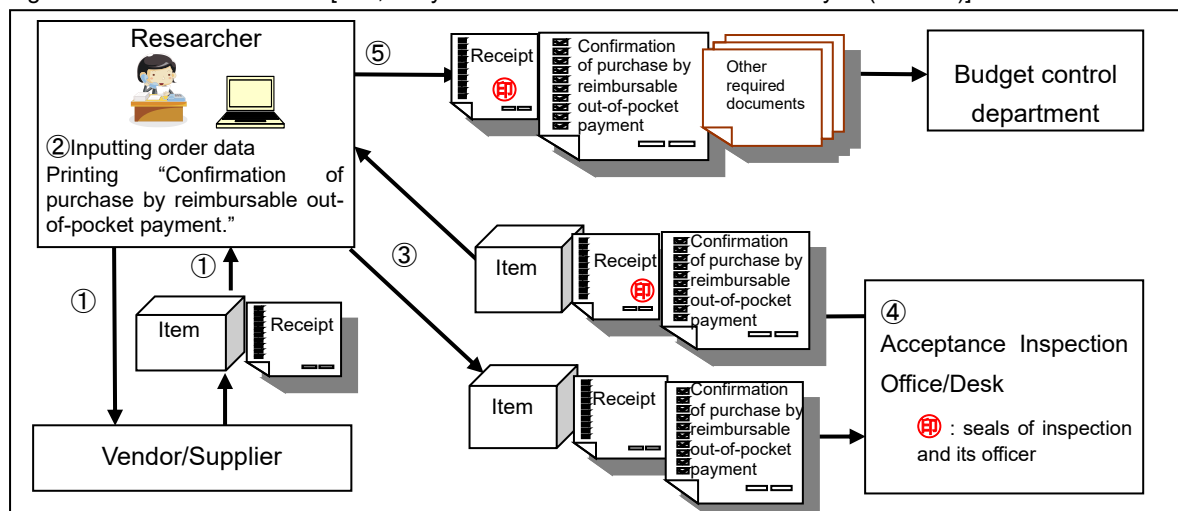 Researcher
②Inputting order data
Printing “Confirmation of
purchase by reimbursable out-
of-pocket payment.”
⑤
Receipt
印
Confirmation
of purchase by
reimbursable
out-of-pocket
payment
Other
required
documents
Budget control
department
①
①
Item
Receipt
Vendor/Supplier
③
Item
Receipt
印
Confirmation
of purchase by
reimbursable
out-of-pocket
payment
Item
Receipt
Confirmation
of purchase by
reimbursable
out-of-pocket
payment
④
Acceptance Inspection
Office/Desk
印 : seals of inspection
and its officer